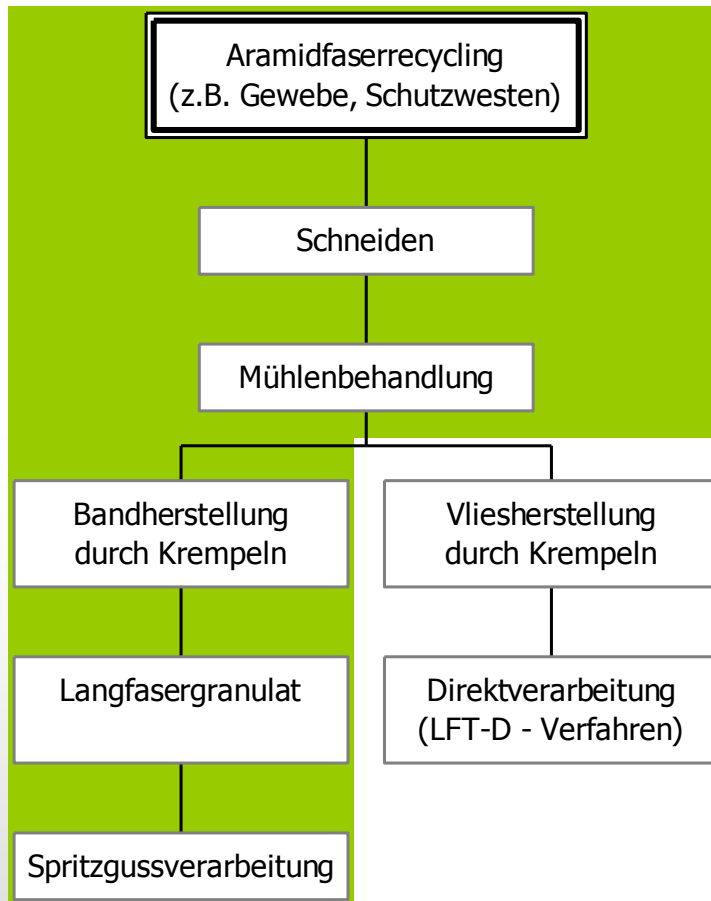 Aramidfaserrecycling
(z.B. Gewebe, Schutzwesten)
Schneiden
Mühlenbehandlung
Bandherstellung
durch Krempeln
Vliesherstellung
durch Krempeln
Langfasergranulat
Direktverarbeitung
(LFT-D - Verfahren)
Spritzgussverarbeitung